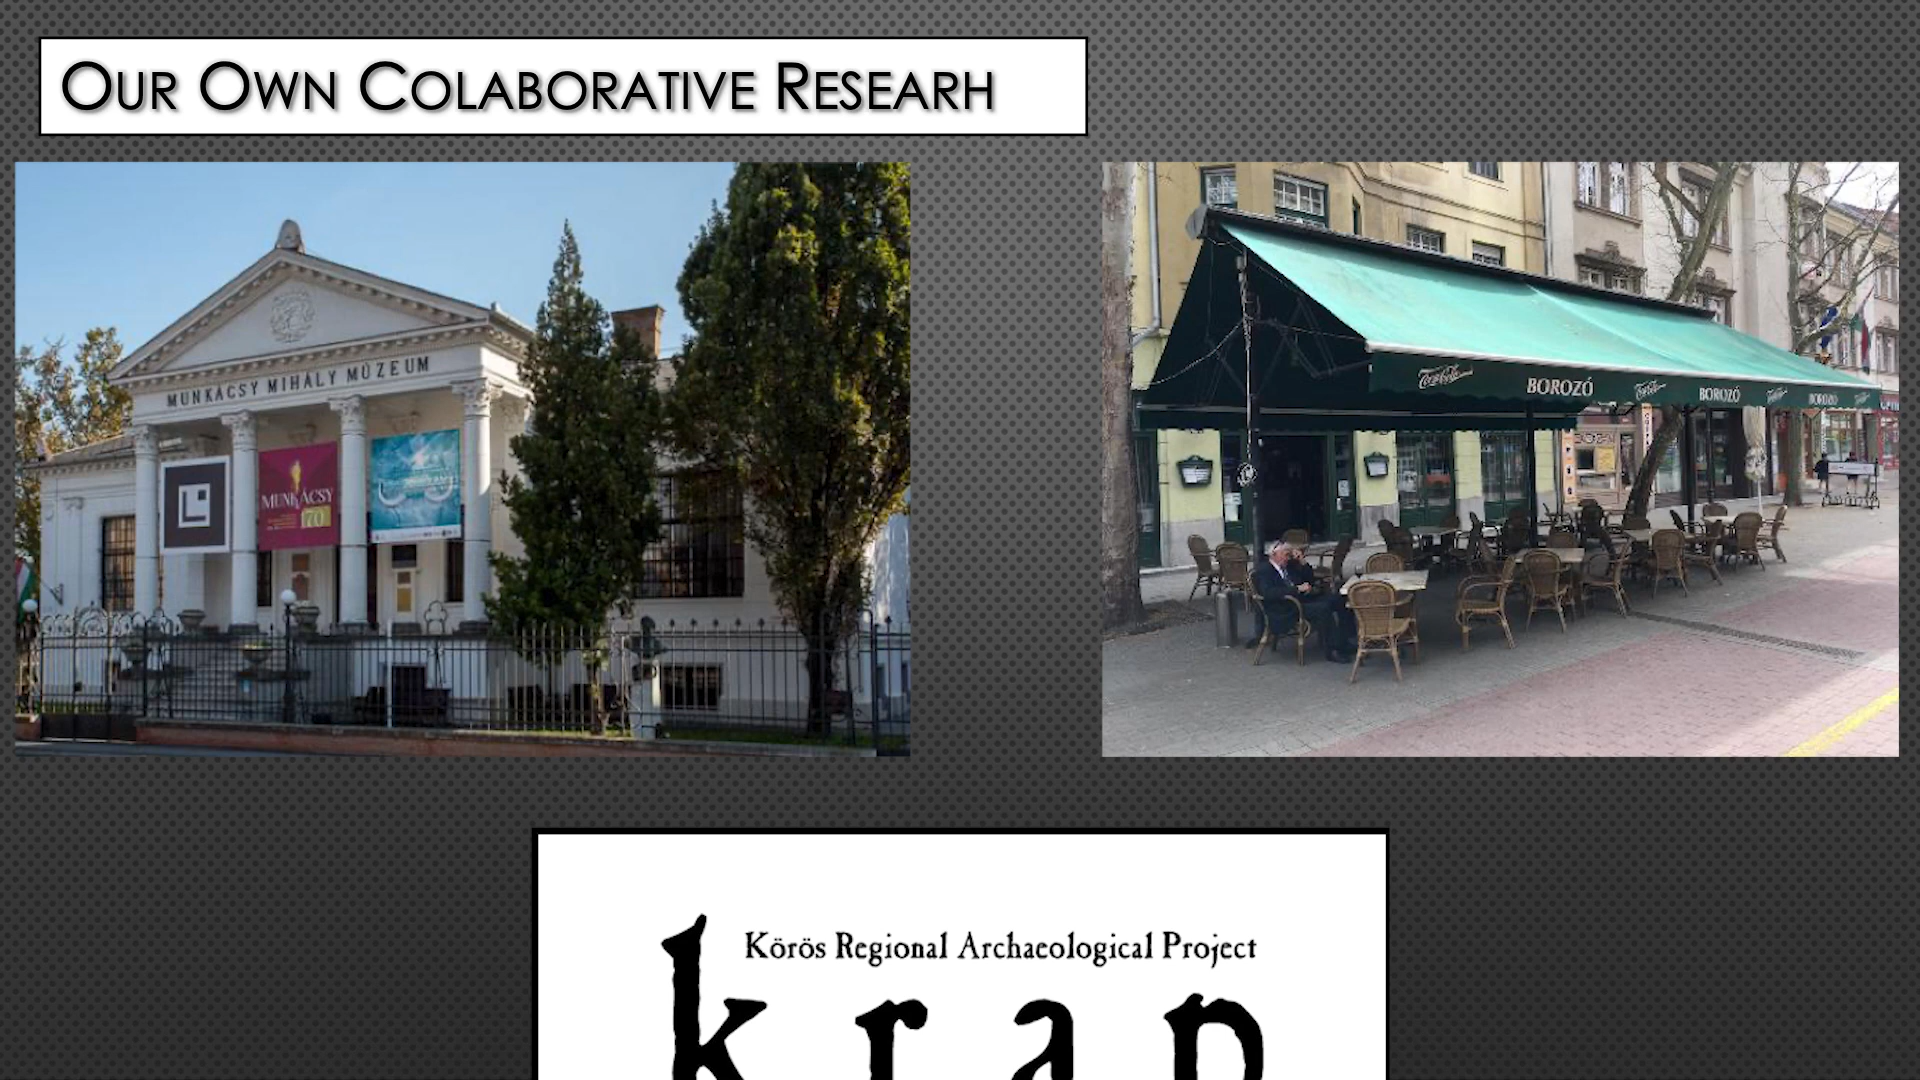 Our Own Colaborative Researh
MUNKÁCSY MIHÁLY MÚZEUM
MUNKÁCSY
170
BOROZÓ
BOROZÓ
BOROZÓ
Körös Regional Archaeological Project
krap